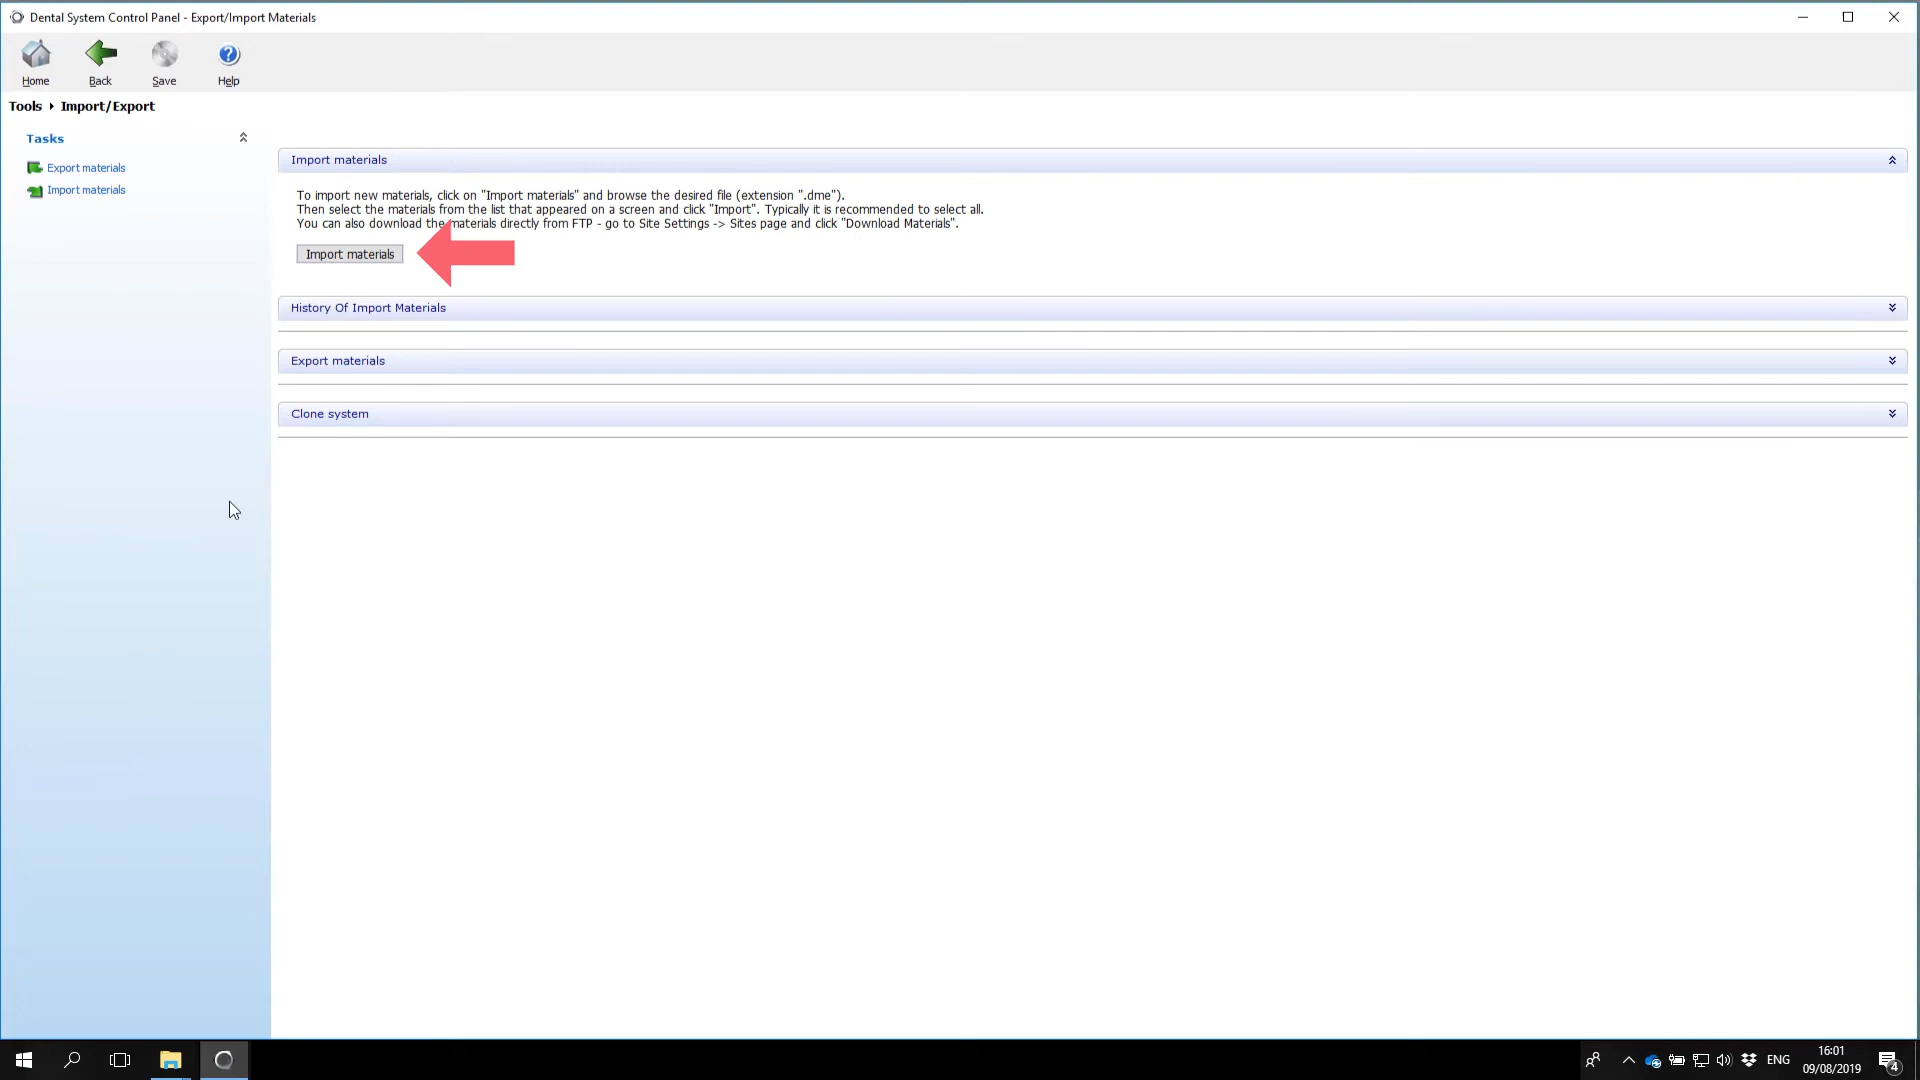 Dental System Control Panel - Export/Import Materials
Home Back Save Help
Tools Import/Export
Tasks
Export materials
Import materials
Import materials
To import new materials, click on "Import materials" and browse the desired file (extension ".dme").
Then select the materials from the list that appeared on a screen and click "Import". Typically it is recommended to select all.
You can also download the materials directly from FTP - go to Site Settings -> Sites page and click "Download Materials".
Import materials
History Of Import Materials
Export materials
Clone system
ENG
16:01
09/08/2019
4